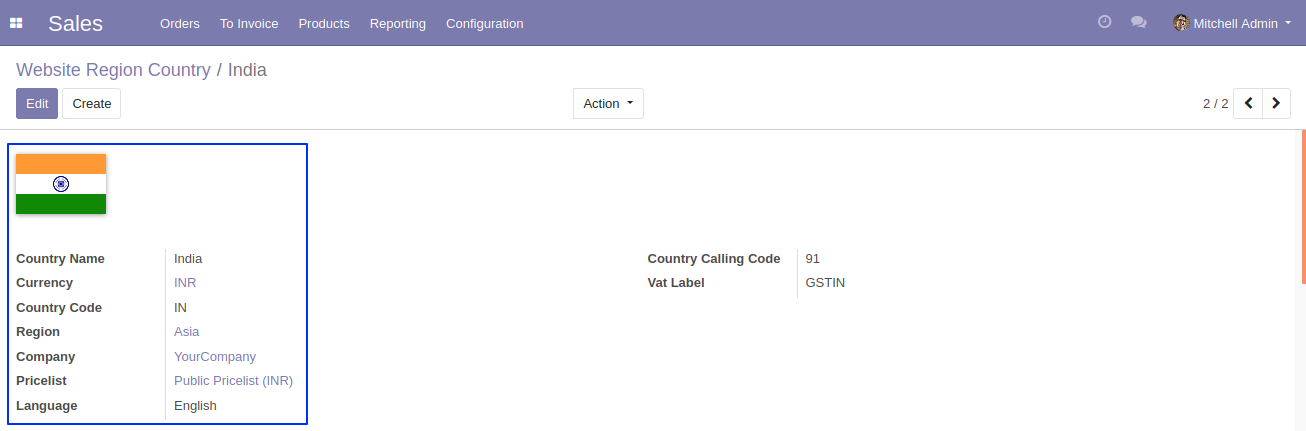 Sales Orders To Invoice Products Reporting Configuration Mitchell Admin
Website Region Country / India
Edit Create Action 2 / 2
Country Name India Country Calling Code 91
Currency INR Vat Label GSTIN
Country Code IN
Region Asia
Company YourCompany
Pricelist Public Pricelist (INR)
Language English